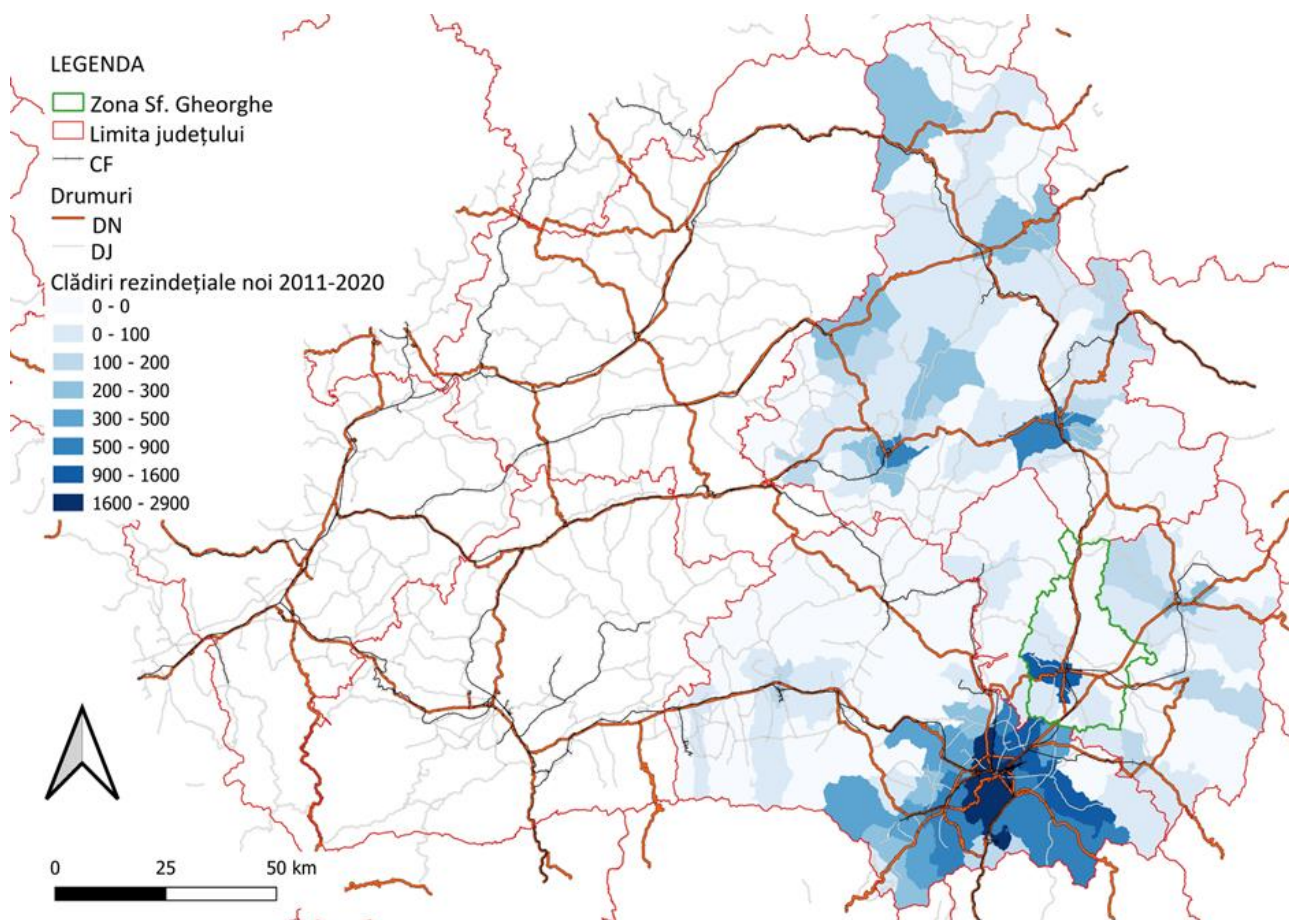 LEGENDA
Zona Sf. Gheorghe
Limita județului
CF
Drumuri
DN
DJ
Clădiri rezindețiale noi 2011-2020
0 - 0
0 - 100
100 - 200
200 - 300
300 - 500
500 - 900
900 - 1600
1600 - 2900
0 25 50 km